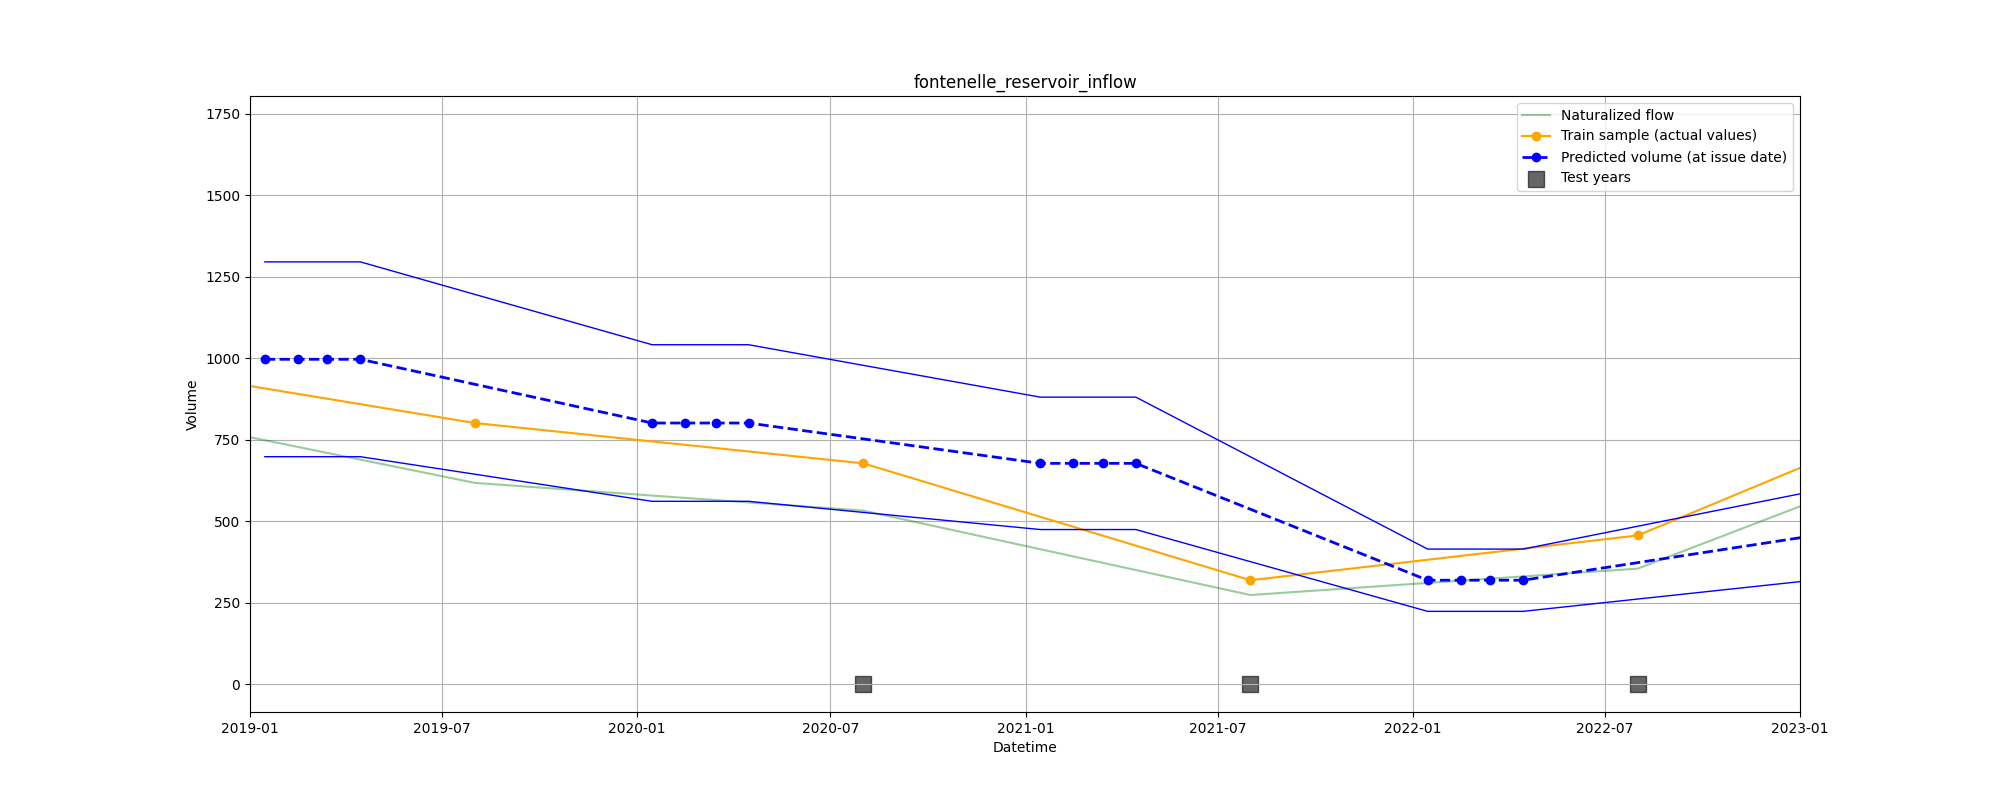 fontenelle_reservoir_inflow
Naturalized flow
Train sample (actual values)
Predicted volume (at issue date)
Test years
Volume
1750
1500
1250
1000
750
500
250
0
2019-01 2019-07 2020-01 2020-07 2021-01 2021-07 2022-01 2022-07 2023-01
Datetime